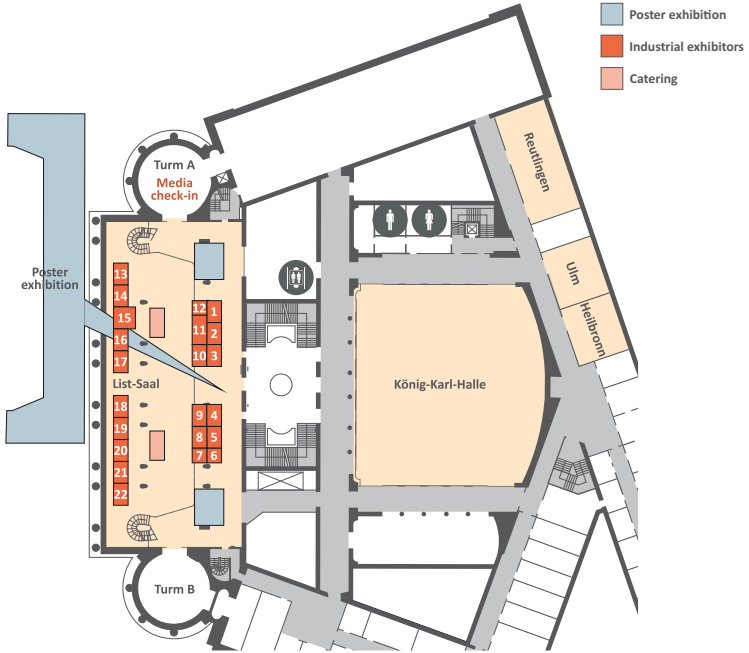 Poster exhibition
Industrial exhibitors
Catering
Reutlingen
Turm A
Media
check-in
Ulm
Poster
exhibition
13
14
15
16
17
12
1
11
2
10
3
Heilbronn
List-Saal
König-Karl-Halle
18
19
20
21
22
9
4
8
5
7
6
Turm B